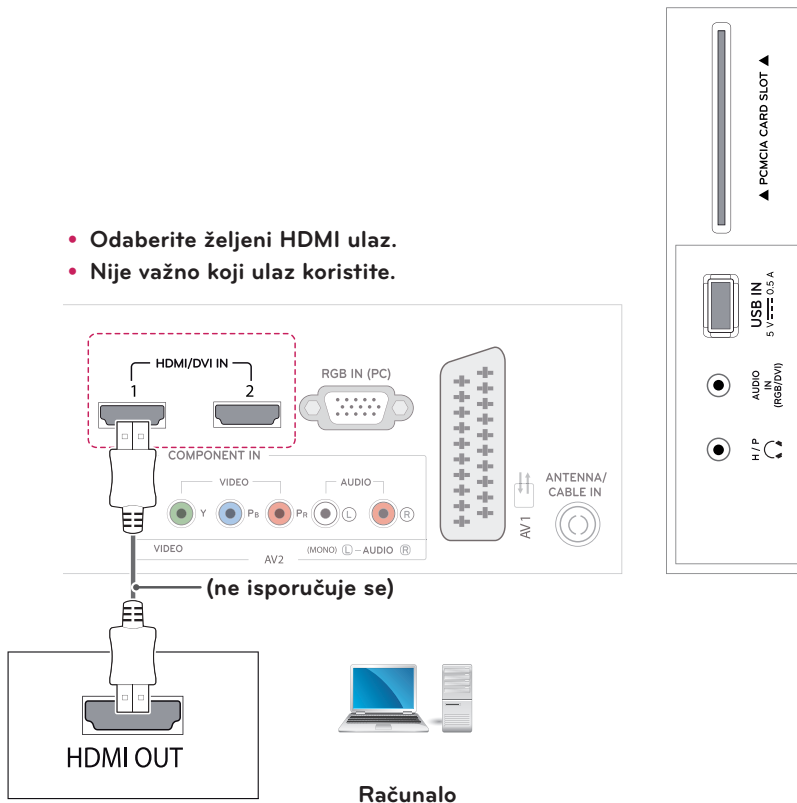 • Odaberite željeni HDMI ulaz.
• Nije važno koji ulaz koristite.
HDMI/DVI IN
1 2
RGB IN (PC)
COMPONENT IN
VIDEO AUDIO
Y PB PR L R
VIDEO (MONO) L – AUDIO R
AV2
AV 1
ANTENNA/
CABLE IN
(ne isporučuje se)
HDMI OUT
Računalo
▲ PCMCIA CARD SLOT ▲
USB IN
5 V 0.5 A
AUDIO
IN
(RGB/DVI)
H / P